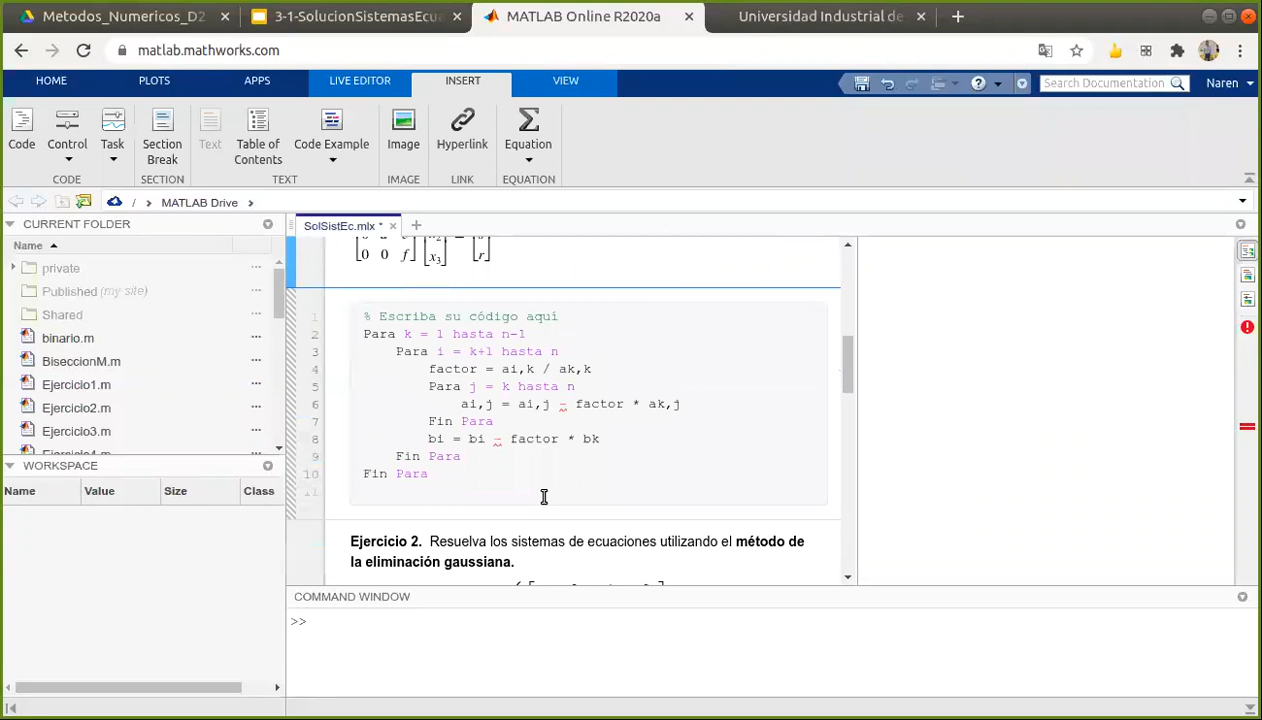 Metodos_Numericos_D2
3-1-SolucionSistemasEcu
MATLAB Online R2020a
Universidad Industrial de
matlab.mathworks.com
HOME
PLOTS
APPS
LIVE EDITOR
INSERT
VIEW
Search Documentation
Naren
Code
Control
Task
Section Break
Text
Table of Contents
Code Example
Image
Hyperlink
Equation
CODE
SECTION
TEXT
IMAGE
LINK
EQUATION
/ MATLAB Drive
CURRENT FOLDER
Name
private
Published (my site)
Shared
binario.m
BiseccionM.m
Ejercicio1.m
Ejercicio2.m
Ejercicio3.m
WORKSPACE
Name Value Size Class
SolSistEc.mlx *
0 0 f x3 r
1 % Escriba su código aquí
2 Para k = 1 hasta n-1
3 Para i = k+1 hasta n
4 factor = ai,k / ak,k
5 Para j = k hasta n
6 ai,j = ai,j – factor * ak,j
7 Fin Para
8 bi = bi – factor * bk
9 Fin Para
10 Fin Para
11
Ejercicio 2. Resuelva los sistemas de ecuaciones utilizando el método de
la eliminación gaussiana.
COMMAND WINDOW
>>